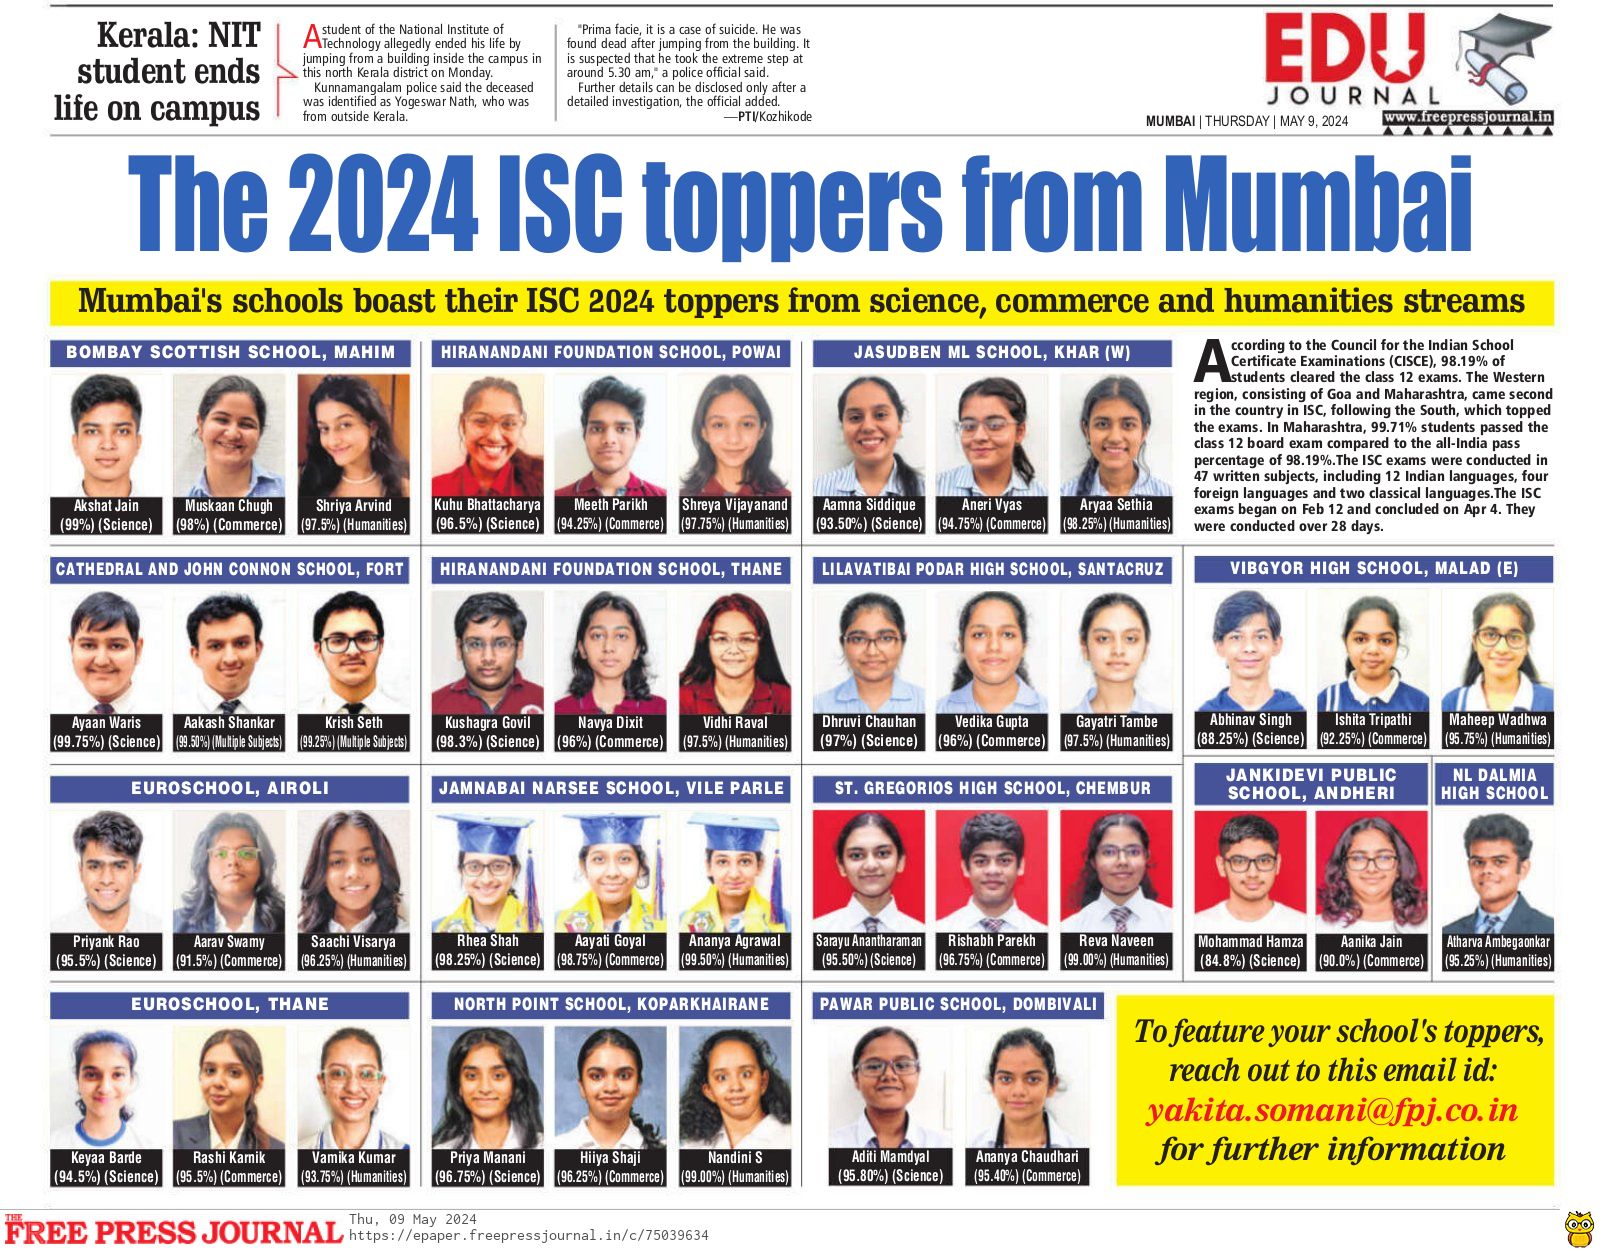 Kerala: NIT
student ends
life on campus
A student of the National Institute of
Technology allegedly ended his life by
jumping from a building inside the campus in
this north Kerala district on Monday.
Kunnamangalam police said the deceased
was identified as Yogeswar Nath, who was
from outside Kerala.
"Prima facie, it is a case of suicide. He was
found dead after jumping from the building. It
is suspected that he took the extreme step at
around 5.30 am," a police official said.
Further details can be disclosed only after a
detailed investigation, the official added.
—PTI/Kozhikode
EDU
JOURNAL
MUMBAI | THURSDAY | MAY 9, 2024
www.freepressjournal.in
The 2024 ISC toppers from Mumbai
Mumbai's schools boast their ISC 2024 toppers from science, commerce and humanities streams
BOMBAY SCOTTISH SCHOOL, MAHIM
Akshat Jain
(99%) (Science)
Muskaan Chugh
(98%) (Commerce)
Shriya Arvind
(97.5%) (Humanities)
HIRANANDANI FOUNDATION SCHOOL, POWAI
Kuhu Bhattacharya
(96.5%) (Science)
Meeth Parikh
(94.25%) (Commerce)
Shreya Vijayanand
(97.75%) (Humanities)
JASUDBEN ML SCHOOL, KHAR (W)
Aamna Siddique
(93.50%) (Science)
Aneri Vyas
(94.75%) (Commerce)
Aryaa Sethia
(98.25%) (Humanities)
According to the Council for the Indian School
Certificate Examinations (CISCE), 98.19% of
students cleared the class 12 exams. The Western
region, consisting of Goa and Maharashtra, came second
in the country in ISC, following the South, which topped
the exams. In Maharashtra, 99.71% students passed the
class 12 board exam compared to the all-India pass
percentage of 98.19%.The ISC exams were conducted in
47 written subjects, including 12 Indian languages, four
foreign languages and two classical languages.The ISC
exams began on Feb 12 and concluded on Apr 4. They
were conducted over 28 days.
CATHEDRAL AND JOHN CONNON SCHOOL, FORT
Ayaan Waris
(99.75%) (Science)
Aakash Shankar
(99.50%) (Multiple Subjects)
Krish Seth
(99.25%) (Multiple Subjects)
HIRANANDANI FOUNDATION SCHOOL, THANE
Kushagra Govil
(98.3%) (Science)
Navya Dixit
(96%) (Commerce)
Vidhi Raval
(97.5%) (Humanities)
LILAVATIBAI PODAR HIGH SCHOOL, SANTACRUZ
Dhruvi Chauhan
(97%) (Science)
Vedika Gupta
(96%) (Commerce)
Gayatri Tambe
(97.5%) (Humanities)
VIBGYOR HIGH SCHOOL, MALAD (E)
Abhinav Singh
(88.25%) (Science)
Ishita Tripathi
(92.25%) (Commerce)
Maheep Wadhwa
(95.75%) (Humanities)
EUROSCHOOL, AIROLI
Priyank Rao
(95.5%) (Science)
Aarav Swamy
(91.5%) (Commerce)
Saachi Visarya
(96.25%) (Humanities)
JAMNABAI NARSEE SCHOOL, VILE PARLE
Rhea Shah
(98.25%) (Science)
Aayati Goyal
(98.75%) (Commerce)
Ananya Agrawal
(99.50%) (Humanities)
ST. GREGORIOS HIGH SCHOOL, CHEMBUR
Sarayu Anantharaman
(95.50%) (Science)
Rishabh Parekh
(96.75%) (Commerce)
Reva Naveen
(99.00%) (Humanities)
JANKIDEVI PUBLIC
SCHOOL, ANDHERI
Mohammad Hamza
(84.8%) (Science)
Aanika Jain
(90.0%) (Commerce)
NL DALMIA
HIGH SCHOOL
Atharva Ambegaonkar
(95.25%) (Humanities)
EUROSCHOOL, THANE
Keyaa Barde
(94.5%) (Science)
Rashi Karnik
(95.5%) (Commerce)
Vamika Kumar
(93.75%) (Humanities)
NORTH POINT SCHOOL, KOPARKHAIRANE
Priya Manani
(96.75%) (Science)
Hiiya Shaji
(96.25%) (Commerce)
Nandini S
(99.00%) (Humanities)
PAWAR PUBLIC SCHOOL, DOMBIVALI
Aditi Mamdyal
(95.80%) (Science)
Ananya Chaudhari
(95.40%) (Commerce)
To feature your school's toppers,
reach out to this email id:
yakita.somani@fpj.co.in
for further information
THE FREE PRESS JOURNAL
Thu, 09 May 2024
https://epaper.freepressjournal.in/c/75039634